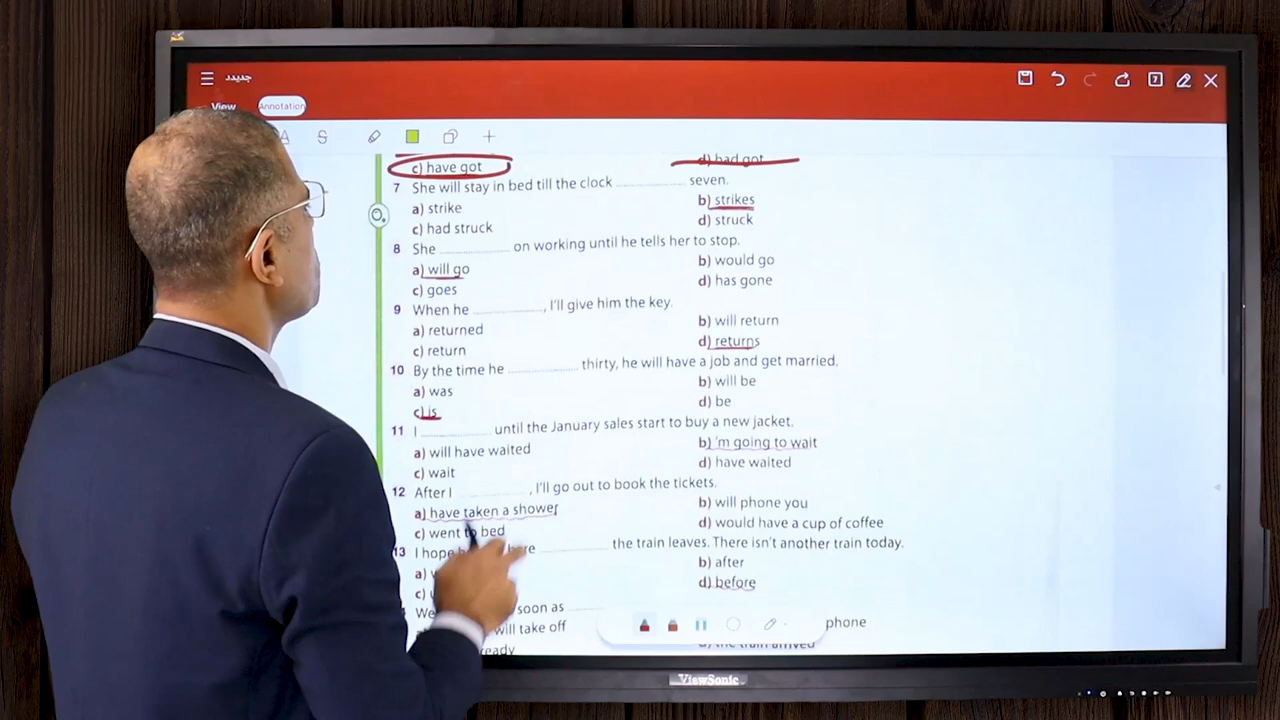 جديد
View
Annotation
c) have got
d) had got
7 She will stay in bed till the clock ............ seven.
a) strike
b) strikes
c) had struck
d) struck
8 She ............ on working until he tells her to stop.
a) will go
b) would go
c) goes
d) has gone
9 When he ............, I'll give him the key.
a) returned
b) will return
c) return
d) returns
10 By the time he ............ thirty, he will have a job and get married.
a) was
b) will be
c) is
d) be
11 I ............ until the January sales start to buy a new jacket.
a) will have waited
b) 'm going to wait
c) wait
d) have waited
12 After I ............, I'll go out to book the tickets.
a) have taken a shower
b) will phone you
c) went to bed
d) would have a cup of coffee
13 I hope ............ the train leaves. There isn't another train today.
a)
b) after
c)
d) before
We soon as ............
will take off
phone
ready
d) the train arrived
ViewSonic